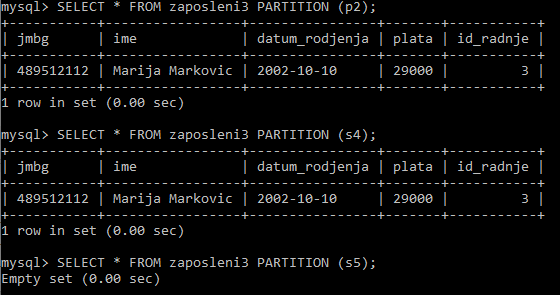 mysql> SELECT * FROM zaposleni3 PARTITION (p2);
+-----------+-----------------+----------------+-------+-----------+
| jmbg      | ime             | datum_rodjenja | plata | id_radnje |
+-----------+-----------------+----------------+-------+-----------+
| 489512112 | Marija Markovic | 2002-10-10     | 29000 |         3 |
+-----------+-----------------+----------------+-------+-----------+
1 row in set (0.00 sec)
mysql> SELECT * FROM zaposleni3 PARTITION (s4);
+-----------+-----------------+----------------+-------+-----------+
| jmbg      | ime             | datum_rodjenja | plata | id_radnje |
+-----------+-----------------+----------------+-------+-----------+
| 489512112 | Marija Markovic | 2002-10-10     | 29000 |         3 |
+-----------+-----------------+----------------+-------+-----------+
1 row in set (0.00 sec)
mysql> SELECT * FROM zaposleni3 PARTITION (s5);
Empty set (0.00 sec)